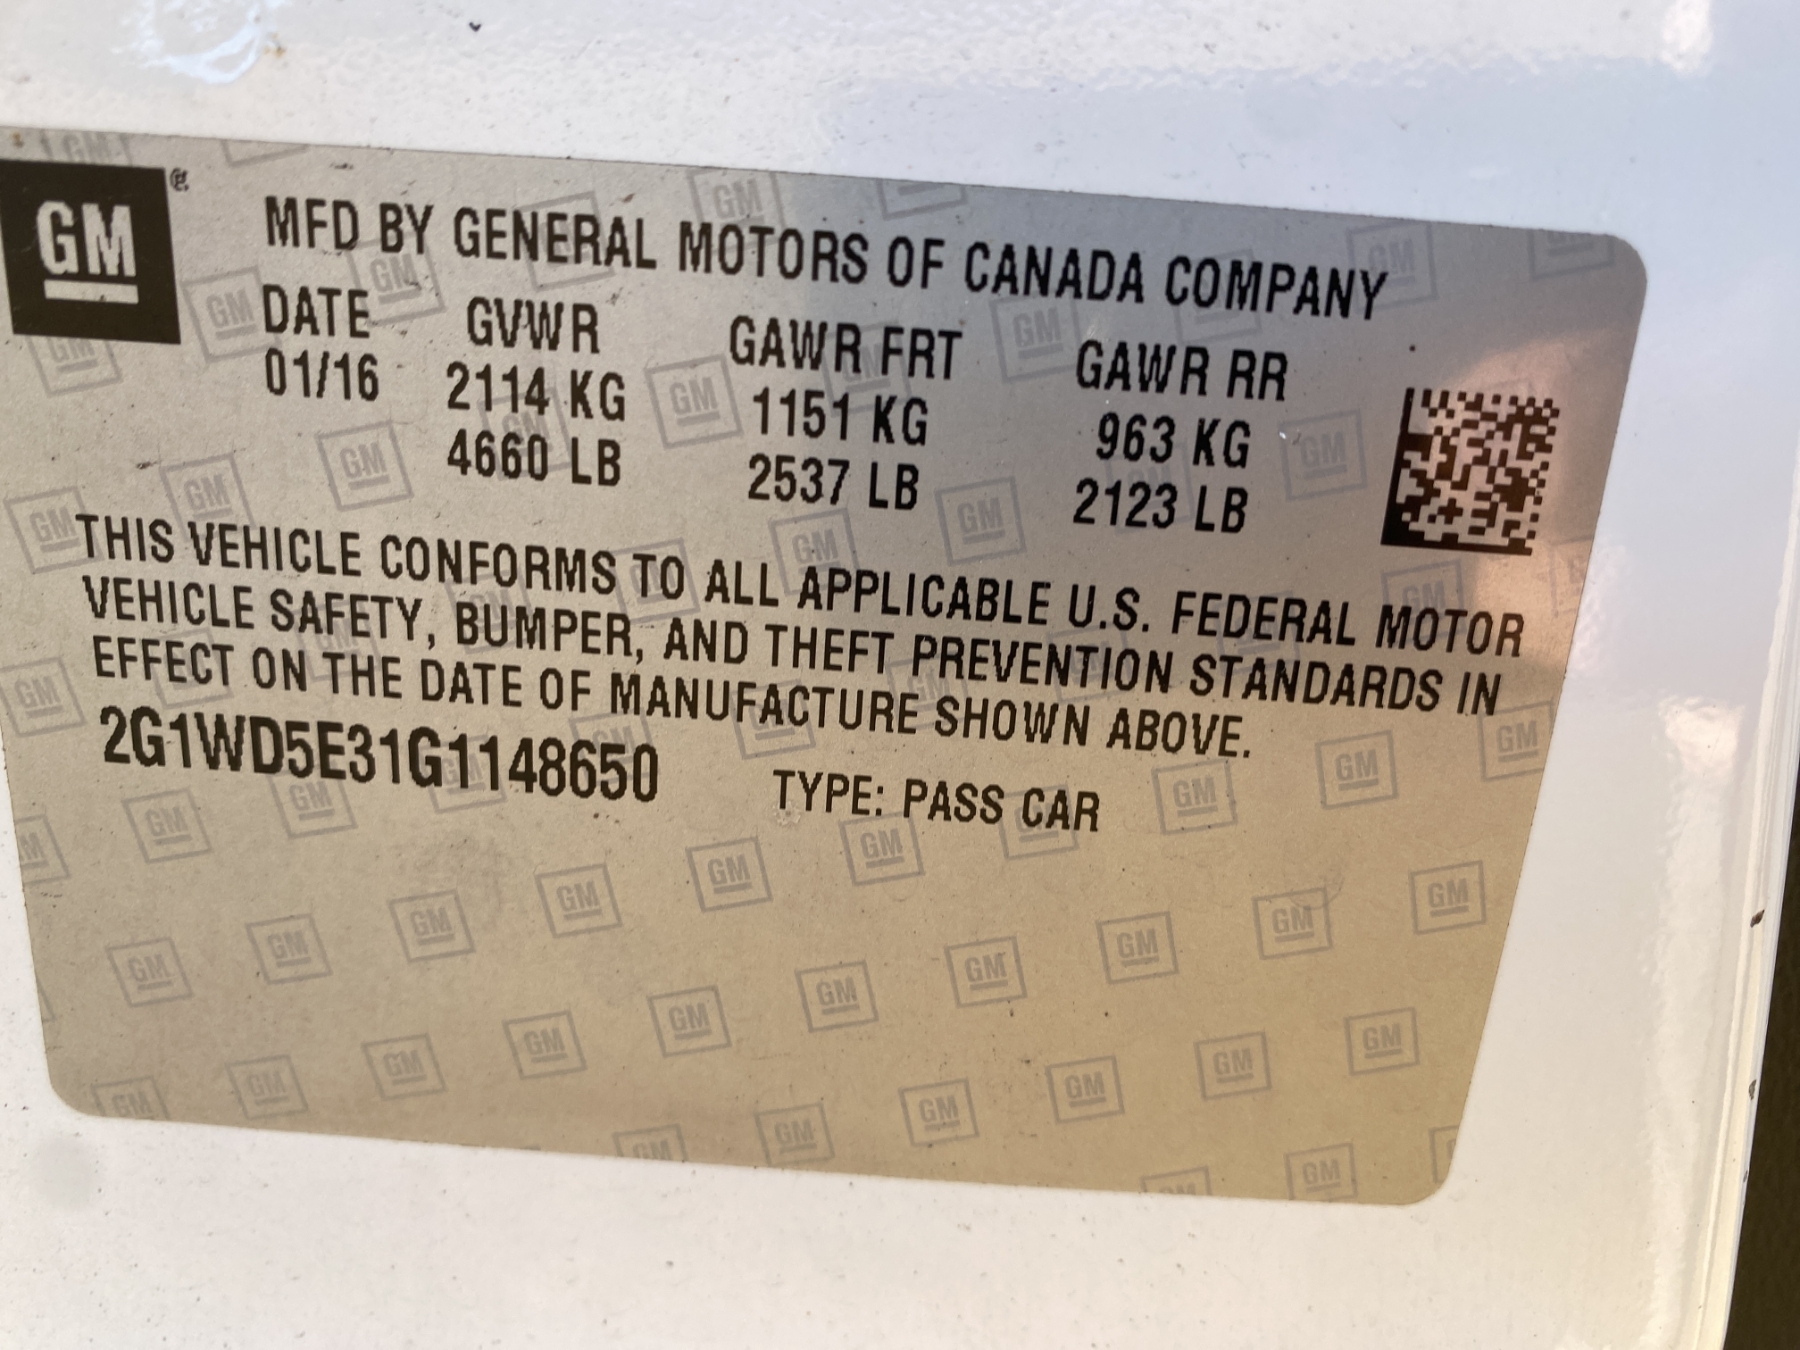 GM ®
MFD BY GENERAL MOTORS OF CANADA COMPANY
DATE GVWR GAWR FRT GAWR RR
01/16 2114 KG 1151 KG 963 KG
4660 LB 2537 LB 2123 LB
THIS VEHICLE CONFORMS TO ALL APPLICABLE U.S. FEDERAL MOTOR
VEHICLE SAFETY, BUMPER, AND THEFT PREVENTION STANDARDS IN
EFFECT ON THE DATE OF MANUFACTURE SHOWN ABOVE.
2G1WD5E31G1148650 TYPE: PASS CAR